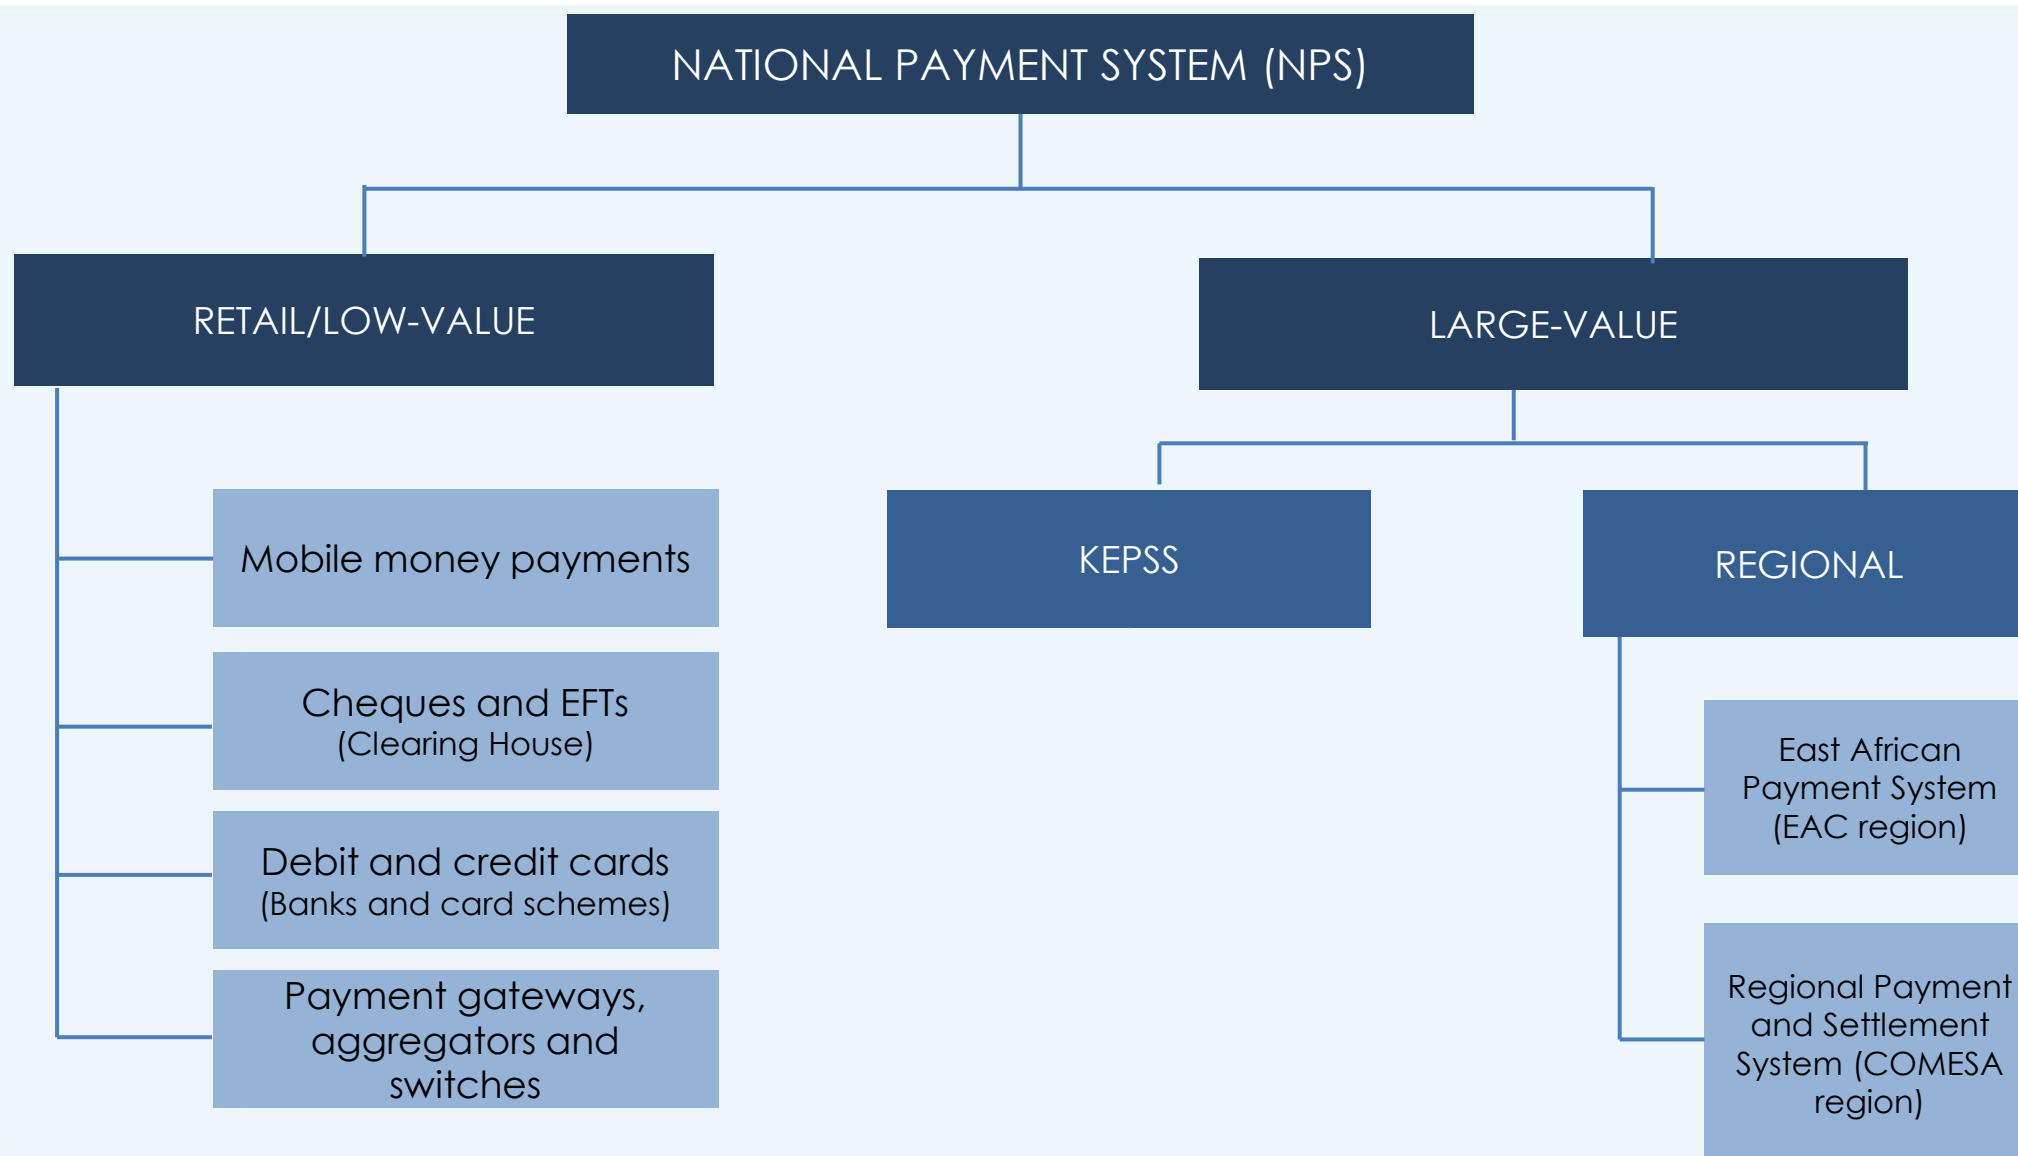 NATIONAL PAYMENT SYSTEM (NPS)
RETAIL/LOW-VALUE
LARGE-VALUE
Mobile money payments
Cheques and EFTs
(Clearing House)
Debit and credit cards
(Banks and card schemes)
Payment gateways,
aggregators and
switches
KEPSS
REGIONAL
East African
Payment System
(EAC region)
Regional Payment
and Settlement
System (COMESA
region)